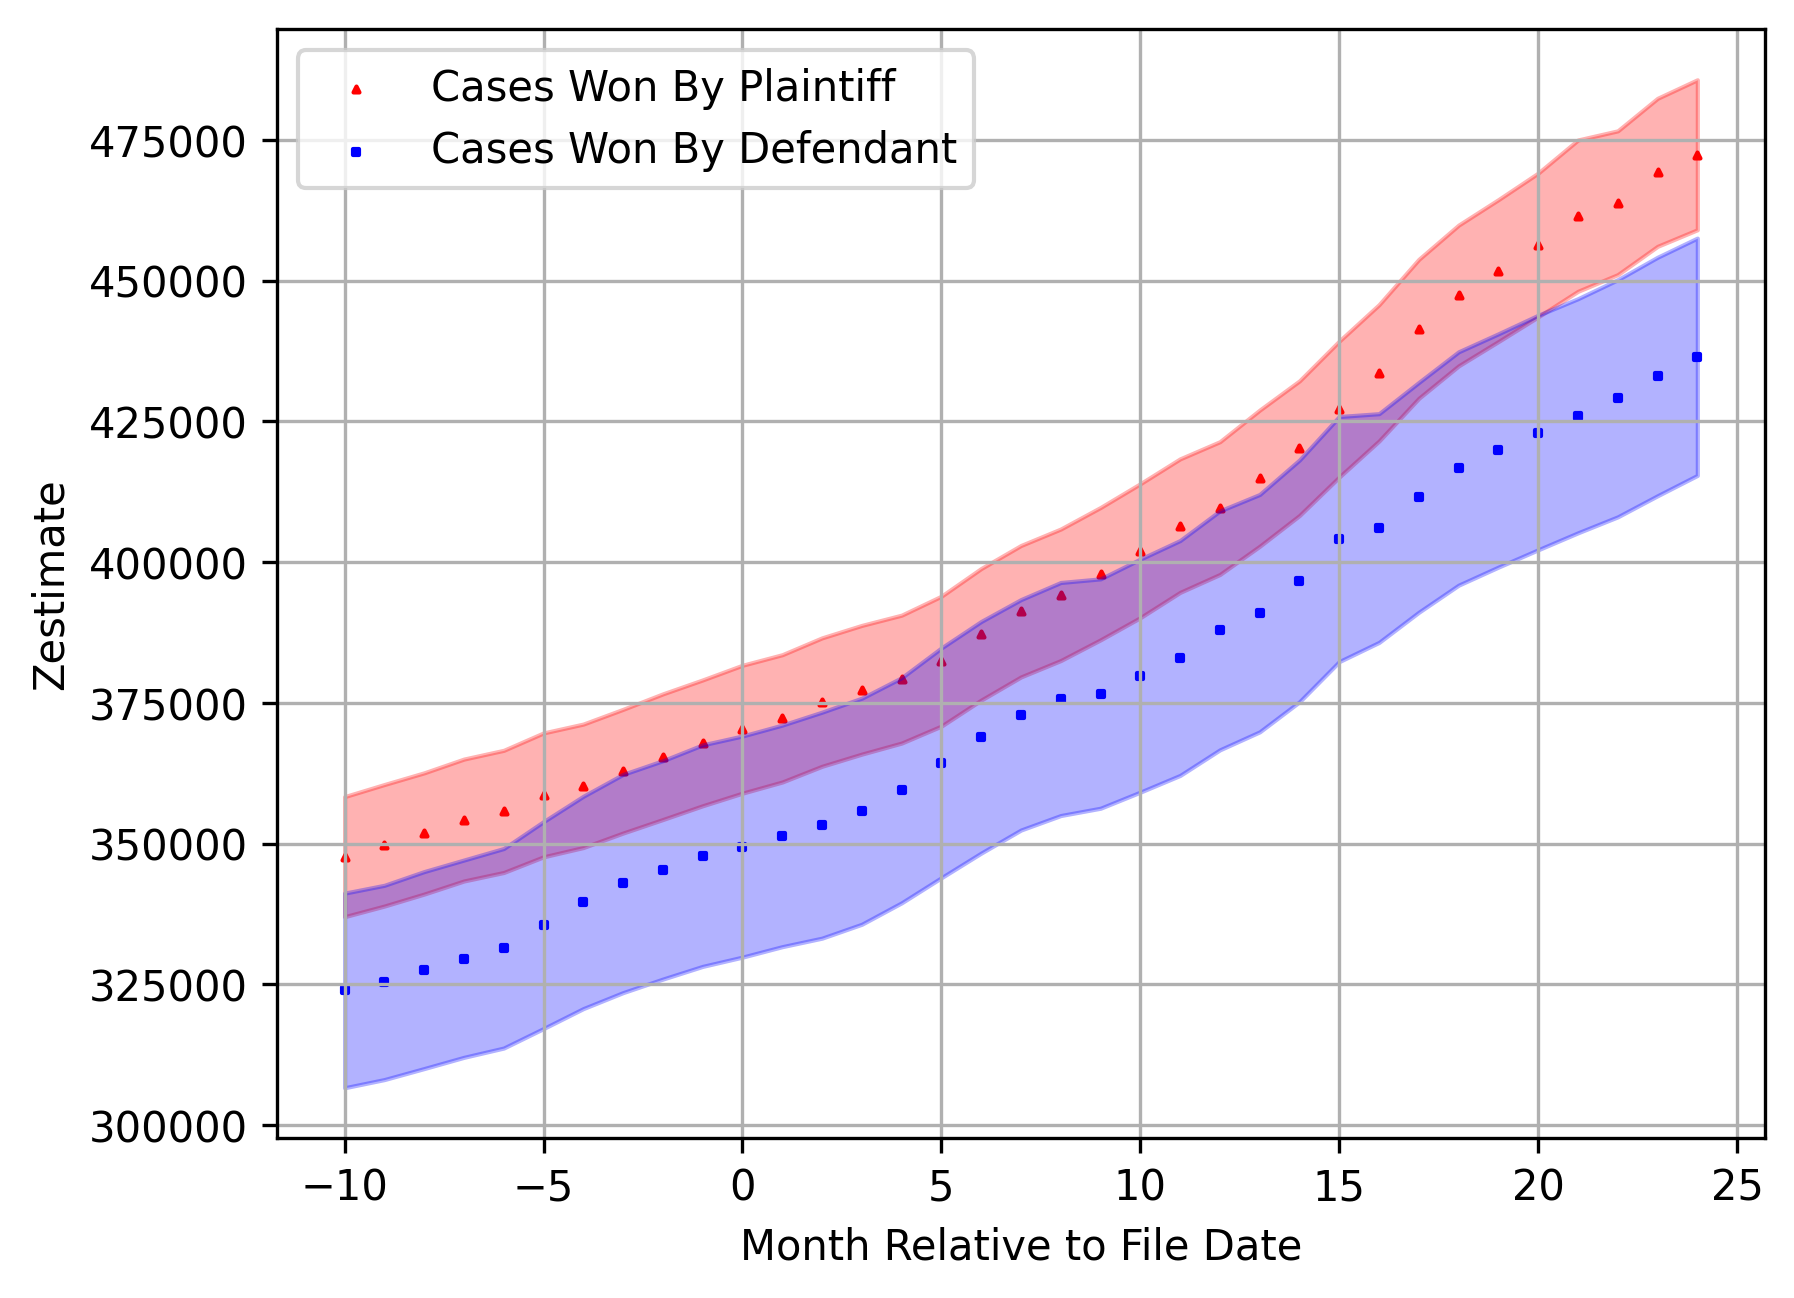 Cases Won By Plaintiff
Cases Won By Defendant
475000
450000
425000
400000
375000
350000
325000
300000
Zestimate
−10 −5 0 5 10 15 20 25
Month Relative to File Date